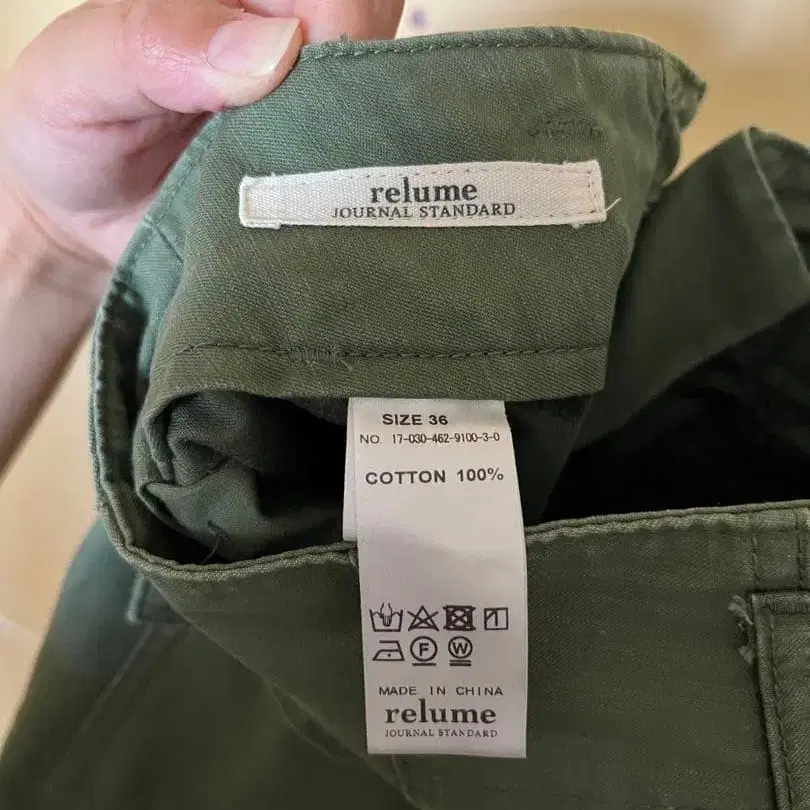 relume
JOURNAL STANDARD
SIZE 36
NO. 17-030-462-9100-3-0
COTTON 100%
F W
MADE IN CHINA
relume
JOURNAL STANDARD